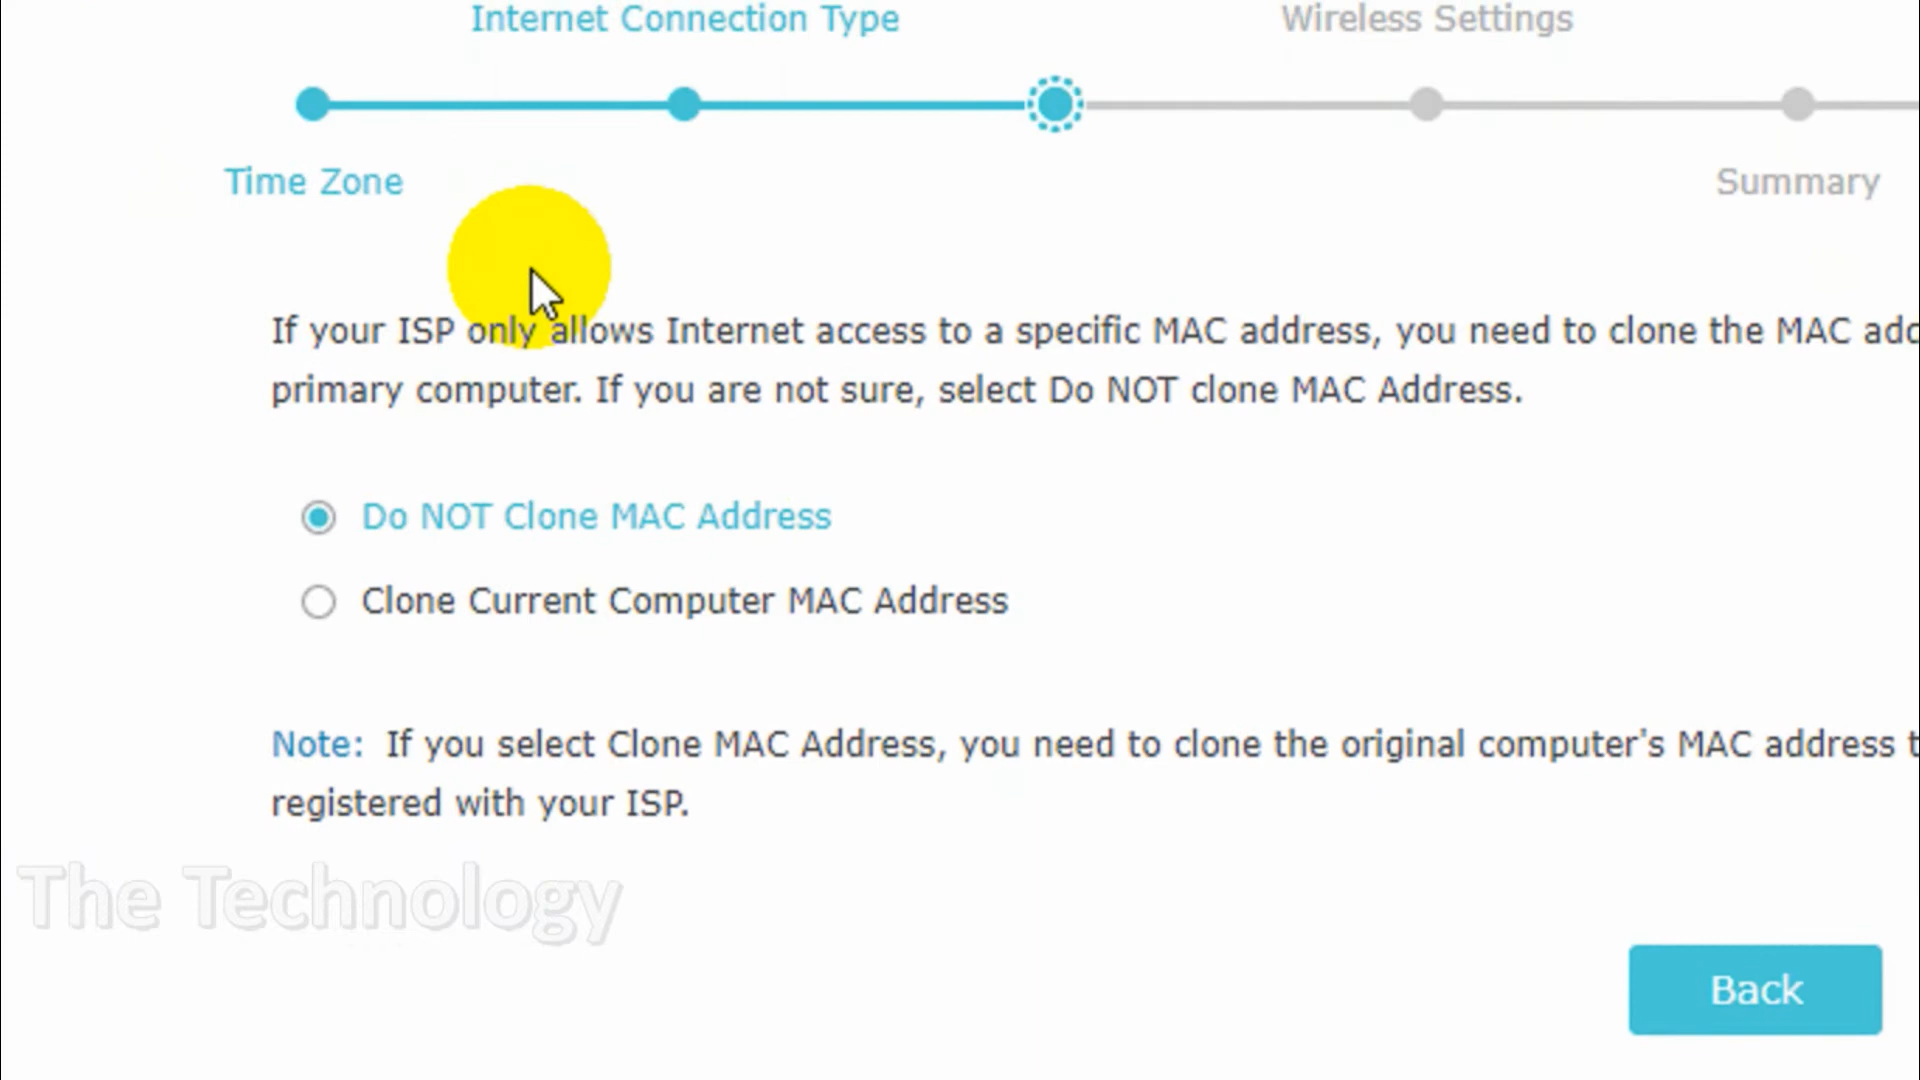 Internet Connection Type
Wireless Settings
Time Zone
Summary
If your ISP only allows Internet access to a specific MAC address, you need to clone the MAC
primary computer. If you are not sure, select Do NOT clone MAC Address.
Do NOT Clone MAC Address
Clone Current Computer MAC Address
Note: If you select Clone MAC Address, you need to clone the original computer's MAC address
registered with your ISP.
The Technology
Back